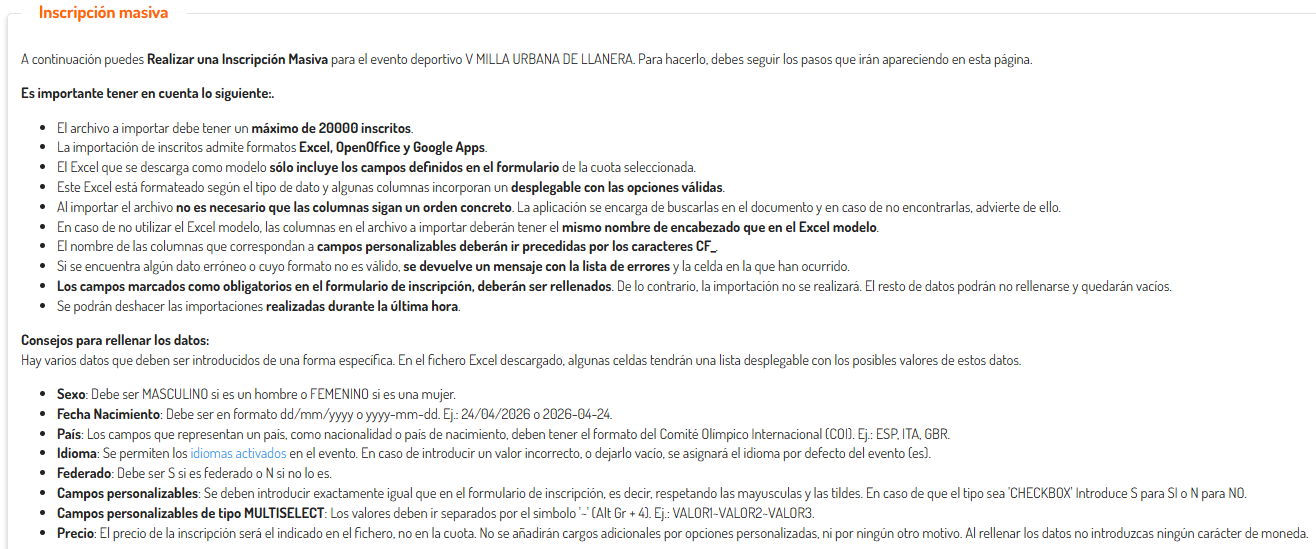 Inscripción masiva
A continuación puedes Realizar una Inscripción Masiva para el evento deportivo V MILLA URBANA DE LLANERA. Para hacerlo, debes seguir los pasos que irán apareciendo en esta página.
Es importante tener en cuenta lo siguiente:.
• El archivo a importar debe tener un máximo de 20000 inscritos.
• La importación de inscritos admite formatos Excel, OpenOffice y Google Apps.
• El Excel que se descarga como modelo sólo incluye los campos definidos en el formulario de la cuota seleccionada.
• Este Excel está formateado según el tipo de dato y algunas columnas incorporan un desplegable con las opciones válidas.
• Al importar el archivo no es necesario que las columnas sigan un orden concreto. La aplicación se encarga de buscarlas en el documento y en caso de no encontrarlas, advierte de ello.
• En caso de no utilizar el Excel modelo, las columnas en el archivo a importar deberán tener el mismo nombre de encabezado que en el Excel modelo.
• El nombre de las columnas que correspondan a campos personalizables deberán ir precedidas por los caracteres CF_.
• Si se encuentra algún dato erróneo o cuyo formato no es válido, se devuelve un mensaje con la lista de errores y la celda en la que han ocurrido.
• Los campos marcados como obligatorios en el formulario de inscripción, deberán ser rellenados. De lo contrario, la importación no se realizará. El resto de datos podrán no rellenarse y quedarán vacíos.
• Se podrán deshacer las importaciones realizadas durante la última hora.
Consejos para rellenar los datos:
Hay varios datos que deben ser introducidos de una forma específica. En el fichero Excel descargado, algunas celdas tendrán una lista desplegable con los posibles valores de estos datos.
• Sexo: Debe ser MASCULINO si es un hombre o FEMENINO si es una mujer.
• Fecha Nacimiento: Debe ser en formato dd/mm/yyyy o yyyy-mm-dd. Ej.: 24/04/2026 o 2026-04-24.
• País: Los campos que representan un país, como nacionalidad o país de nacimiento, deben tener el formato del Comité Olímpico Internacional (COI). Ej.: ESP, ITA, GBR.
• Idioma: Se permiten los idiomas activados en el evento. En caso de introducir un valor incorrecto, o dejarlo vacío, se asignará el idioma por defecto del evento (es).
• Federado: Debe ser S si es federado o N si no lo es.
• Campos personalizables: Se deben introducir exactamente igual que en el formulario de inscripción, es decir, respetando las mayusculas y las tildes. En caso de que el tipo sea 'CHECKBOX' Introduce S para SI o N para NO.
• Campos personalizables de tipo MULTISELECT: Los valores deben ir separados por el simbolo '~' (Alt Gr + 4). Ej.: VALOR1~VALOR2~VALOR3.
• Precio: El precio de la inscripción será el indicado en el fichero, no en la cuota. No se añadirán cargos adicionales por opciones personalizadas, ni por ningún otro motivo. Al rellenar los datos no introduzcas ningún carácter de moneda.